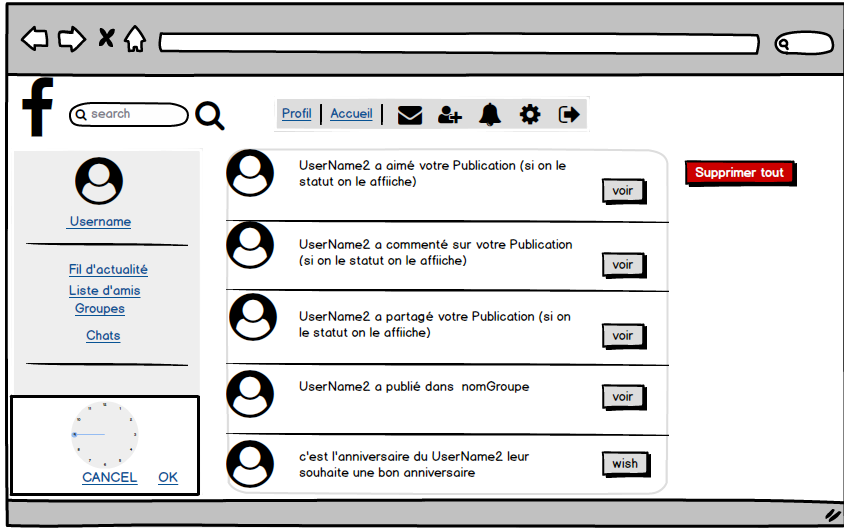 f
search
Profil
Accueil
Username
Fil d'actualité
Liste d'amis
Groupes
Chats
CANCEL
OK
UserName2 a aimé votre Publication (si on le
statut on le affiiche)
voir
UserName2 a commenté sur votre Publication
(si on le statut on le affiiche)
voir
UserName2 a partagé votre Publication (si on
le statut on le affiiche)
voir
UserName2 a publié dans nomGroupe
voir
c'est l'anniversaire du UserName2 leur
souhaite une bon anniversaire
wish
Supprimer tout